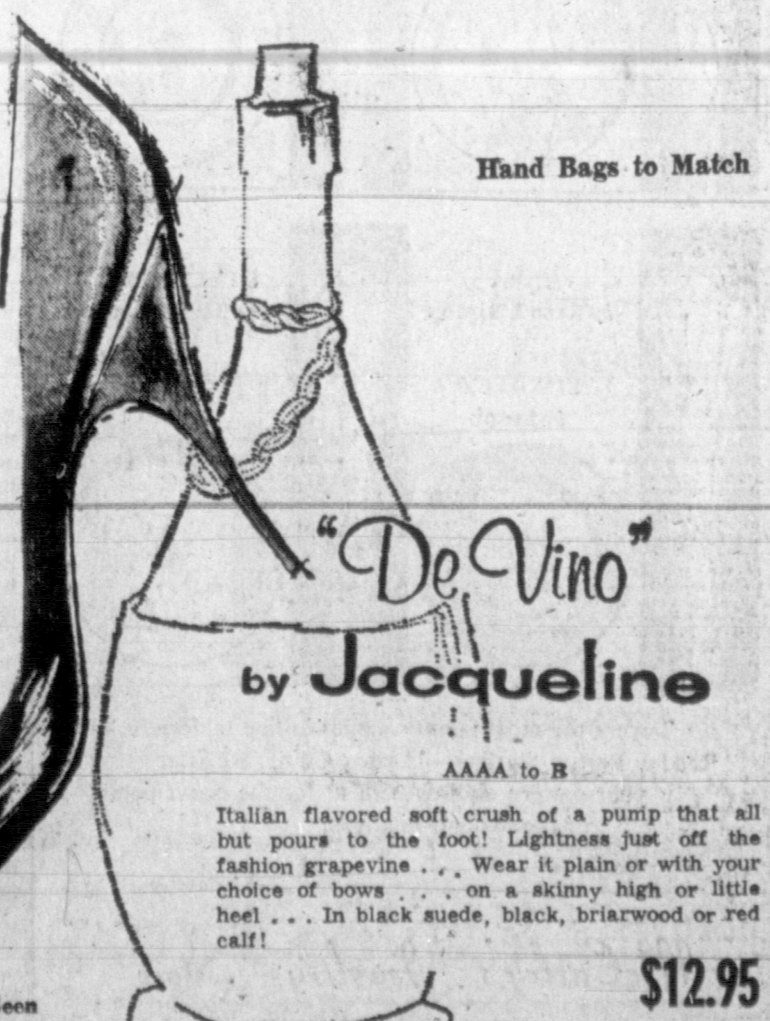 Hand Bags to Match
"De Vino"
by Jacqueline
AAAA to B
Italian flavored soft crush of a pump that all
but pours to the foot! Lightness just off the
fashion grapevine . . . Wear it plain or with your
choice of bows . . . on a skinny high or little
heel . . . In black suede, black, briarwood or red
calf!
$12.95
een